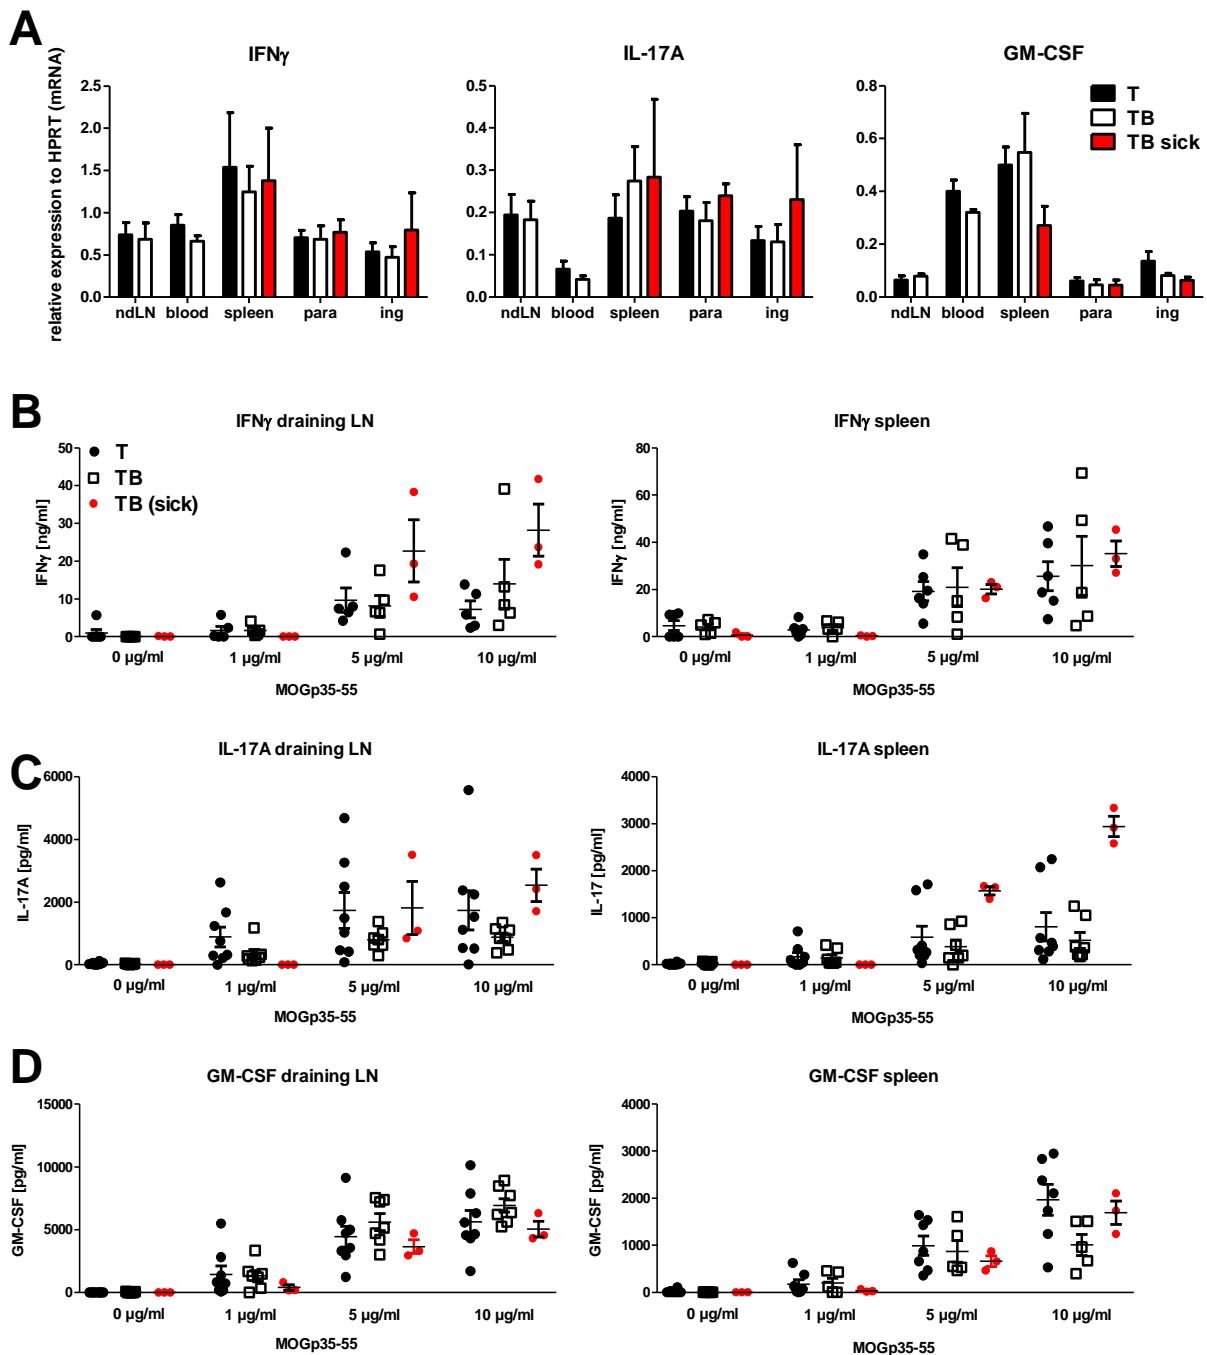 A
IFNγ
IL-17A
GM-CSF
relative expression to HPRT (mRNA)
2.5
2.0
1.5
1.0
0.5
0.0
ndLN blood spleen para ing
0.5
0.4
0.3
0.2
0.1
0.0
ndLN blood spleen para ing
0.8
0.6
0.4
0.2
0.0
ndLN blood spleen para ing
T
TB
TB sick
B
IFNγ draining LN
IFNγ [ng/ml]
50
40
30
20
10
0
T
TB
TB (sick)
0 µg/ml 1 µg/ml 5 µg/ml 10 µg/ml
MOGp35-55
IFNγ spleen
IFNγ [ng/ml]
80
60
40
20
0
0 µg/ml 1 µg/ml 5 µg/ml 10 µg/ml
MOGp35-55
C
IL-17A draining LN
IL-17A [pg/ml]
6000
4000
2000
0
0 µg/ml 1 µg/ml 5 µg/ml 10 µg/ml
MOGp35-55
IL-17A spleen
IL-17 [pg/ml]
4000
3000
2000
1000
0
0 µg/ml 1 µg/ml 5 µg/ml 10 µg/ml
MOGp35-55
D
GM-CSF draining LN
GM-CSF [pg/ml]
15000
10000
5000
0
0 µg/ml 1 µg/ml 5 µg/ml 10 µg/ml
MOGp35-55
GM-CSF spleen
GM-CSF [pg/ml]
4000
3000
2000
1000
0
0 µg/ml 1 µg/ml 5 µg/ml 10 µg/ml
MOGp35-55